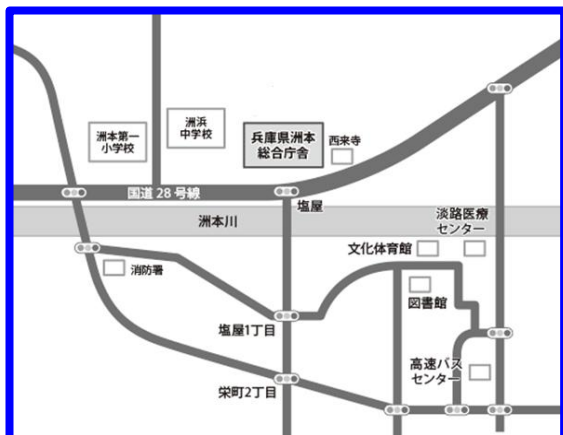 洲本第一
小学校
洲浜
中学校
兵庫県洲本
総合庁舎
西来寺
国道28号線
塩屋
洲本川
淡路医療
センター
文化体育館
消防署
図書館
塩屋1丁目
高速バス
センター
栄町2丁目